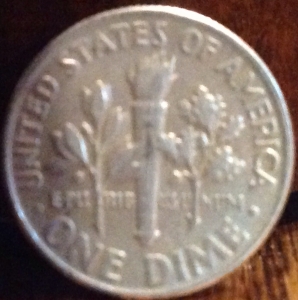 UNITED STATES OF AMERICA
ONE DIME